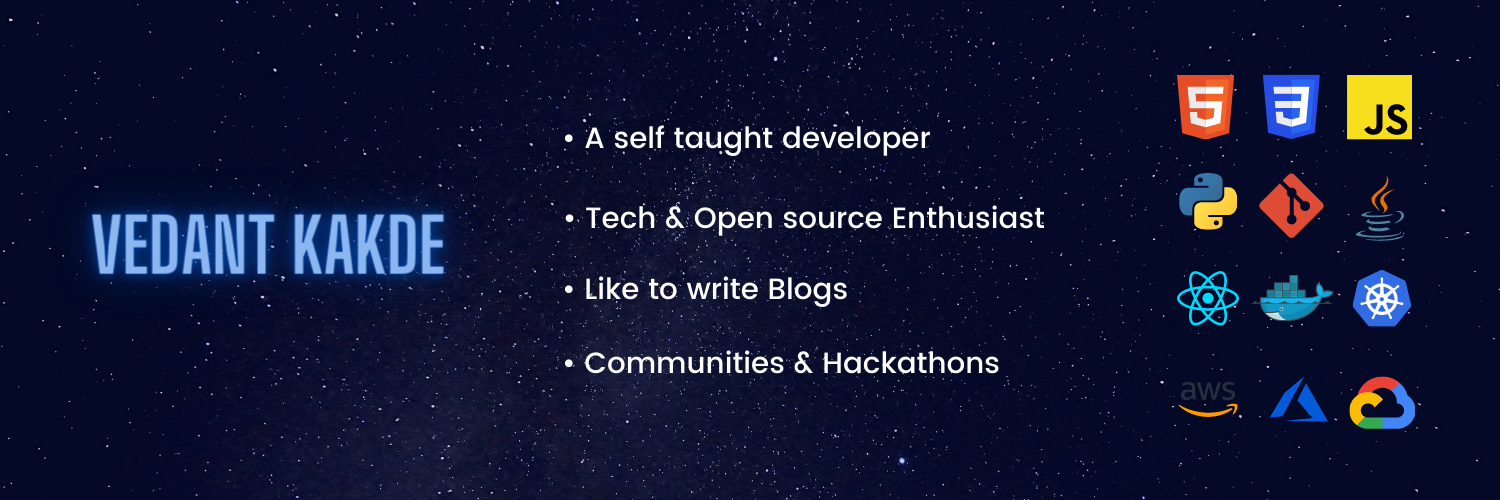 VEDANT KAKDE
• A self taught developer
• Tech & Open source Enthusiast
• Like to write Blogs
• Communities & Hackathons
5
3
JS
aws